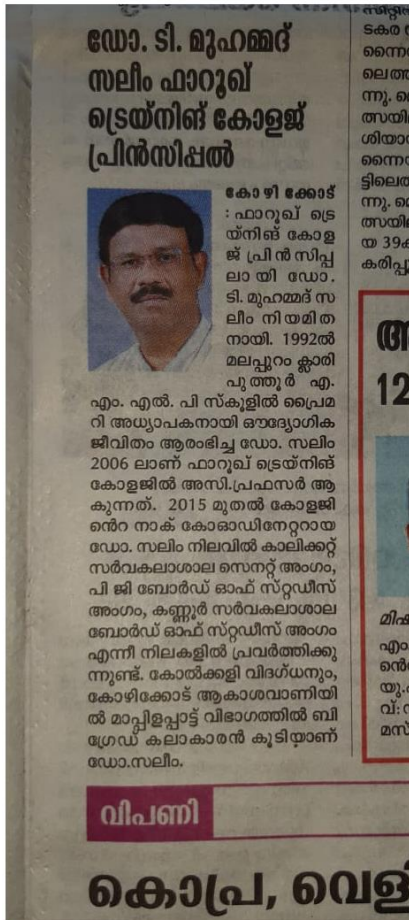 ഡോ. ടി. മുഹമ്മദ്
സലീം ഫാറൂഖ്
ട്രെയ്നിങ് കോളജ്
പ്രിൻസിപ്പൽ
കോഴിക്കോട്
: ഫാറൂഖ് ട്രെ
യ്നിങ് കോള
ജ് പ്രിൻസിപ്പ
ലായി ഡോ.
ടി. മുഹമ്മദ് സ
ലീം നിയമിത
നായി. 1992ൽ
മലപ്പുറം ക്ലാരി
പുത്തൂർ എ.
എം. എൽ. പി സ്കൂളിൽ പ്രൈമ
റി അധ്യാപകനായി ഔദ്യോഗിക
ജീവിതം ആരംഭിച്ച ഡോ. സലിം
2006 ലാണ് ഫാറൂഖ് ട്രെയ്നിങ്
കോളജിൽ അസി.പ്രഫസർ ആ
കുന്നത്. 2015 മുതൽ കോളജി
ൻെറ നാക് കോഓഡിനേറ്ററായ
ഡോ. സലിം നിലവിൽ കാലിക്കറ്റ്
സർവകലാശാല സെനറ്റ് അംഗം,
പി ജി ബോർഡ് ഓഫ് സ്റ്റഡീസ്
അംഗം, കണ്ണൂർ സർവകലാശാല
ബോർഡ് ഓഫ് സ്റ്റഡീസ് അംഗം
എന്നീ നിലകളിൽ പ്രവർത്തിക്കു
ന്നുണ്ട്. കോൽക്കളി വിദഗ്ധനും,
കോഴിക്കോട് ആകാശവാണിയി
ൽ മാപ്പിളപ്പാട്ട് വിഭാഗത്തിൽ ബി
ഗ്രേഡ് കലാകാരൻ കൂടിയാണ്
ഡോ.സലീം.
വിപണി
കൊപ്ര,
12